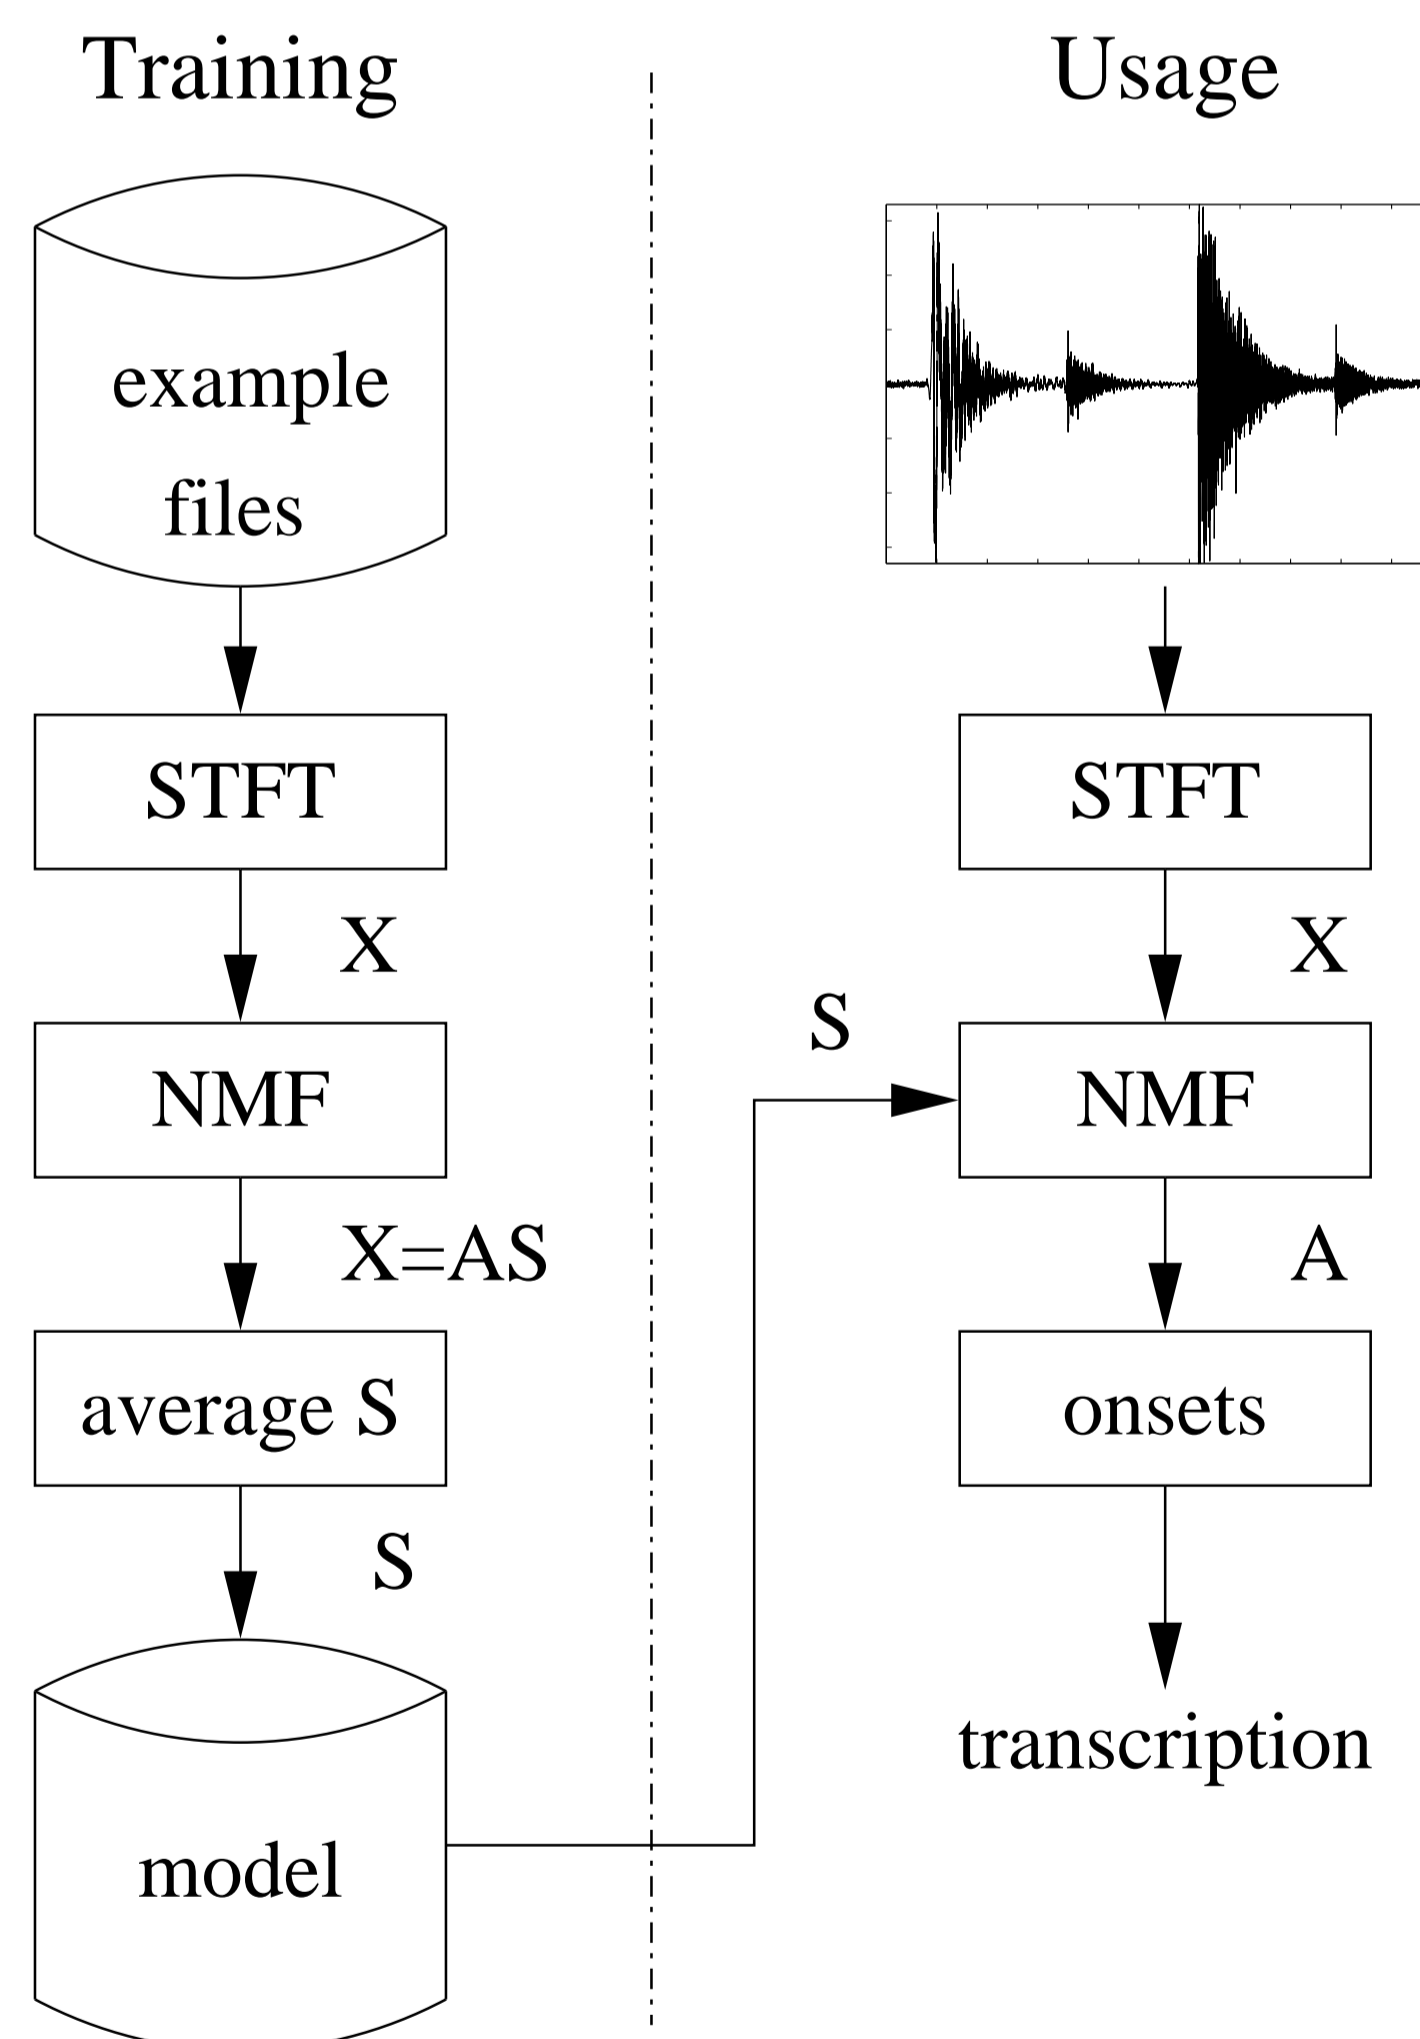 Training
example
files
STFT
X
NMF
X=AS
average S
S
model
Usage
STFT
X
S
NMF
A
onsets
transcription